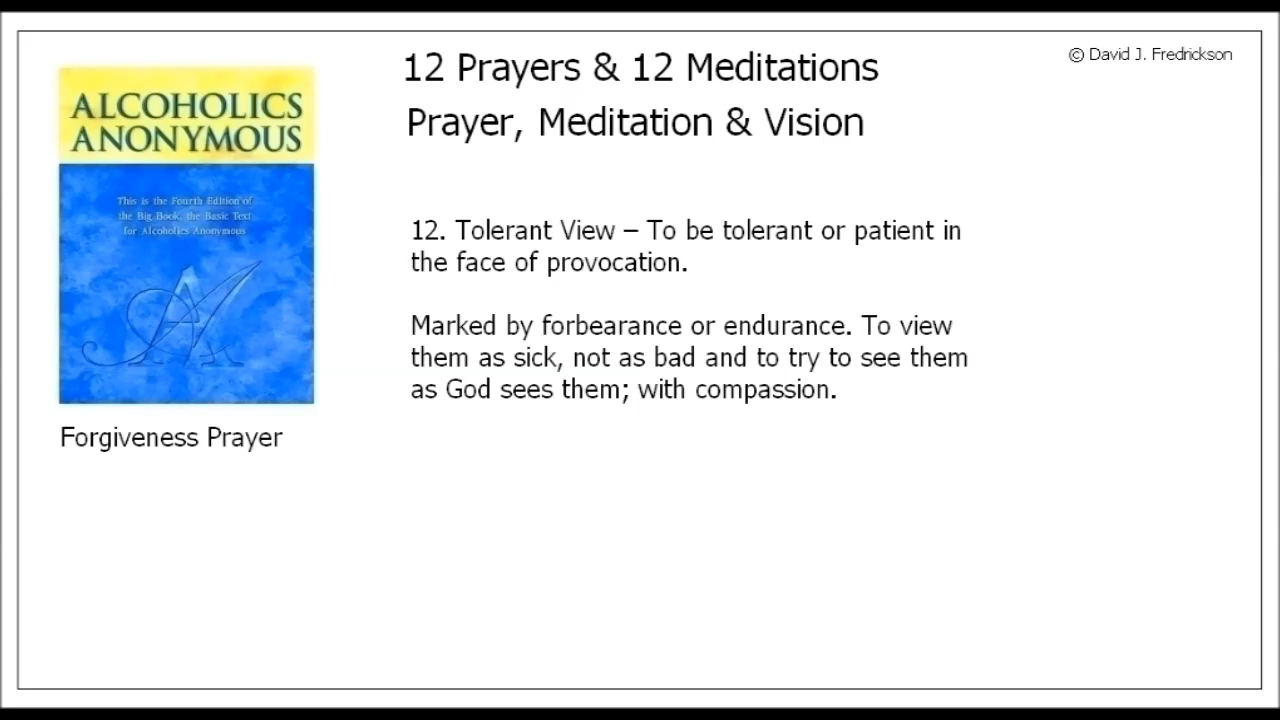 12 Prayers & 12 Meditations
Prayer, Meditation & Vision
© David J. Fredrickson
ALCOHOLICS
ANONYMOUS
This is the Fourth Edition of
the Big Book, the Basic Text
for Alcoholics Anonymous
AA
Forgiveness Prayer
12. Tolerant View – To be tolerant or patient in
the face of provocation.
Marked by forbearance or endurance. To view
them as sick, not as bad and to try to see them
as God sees them; with compassion.